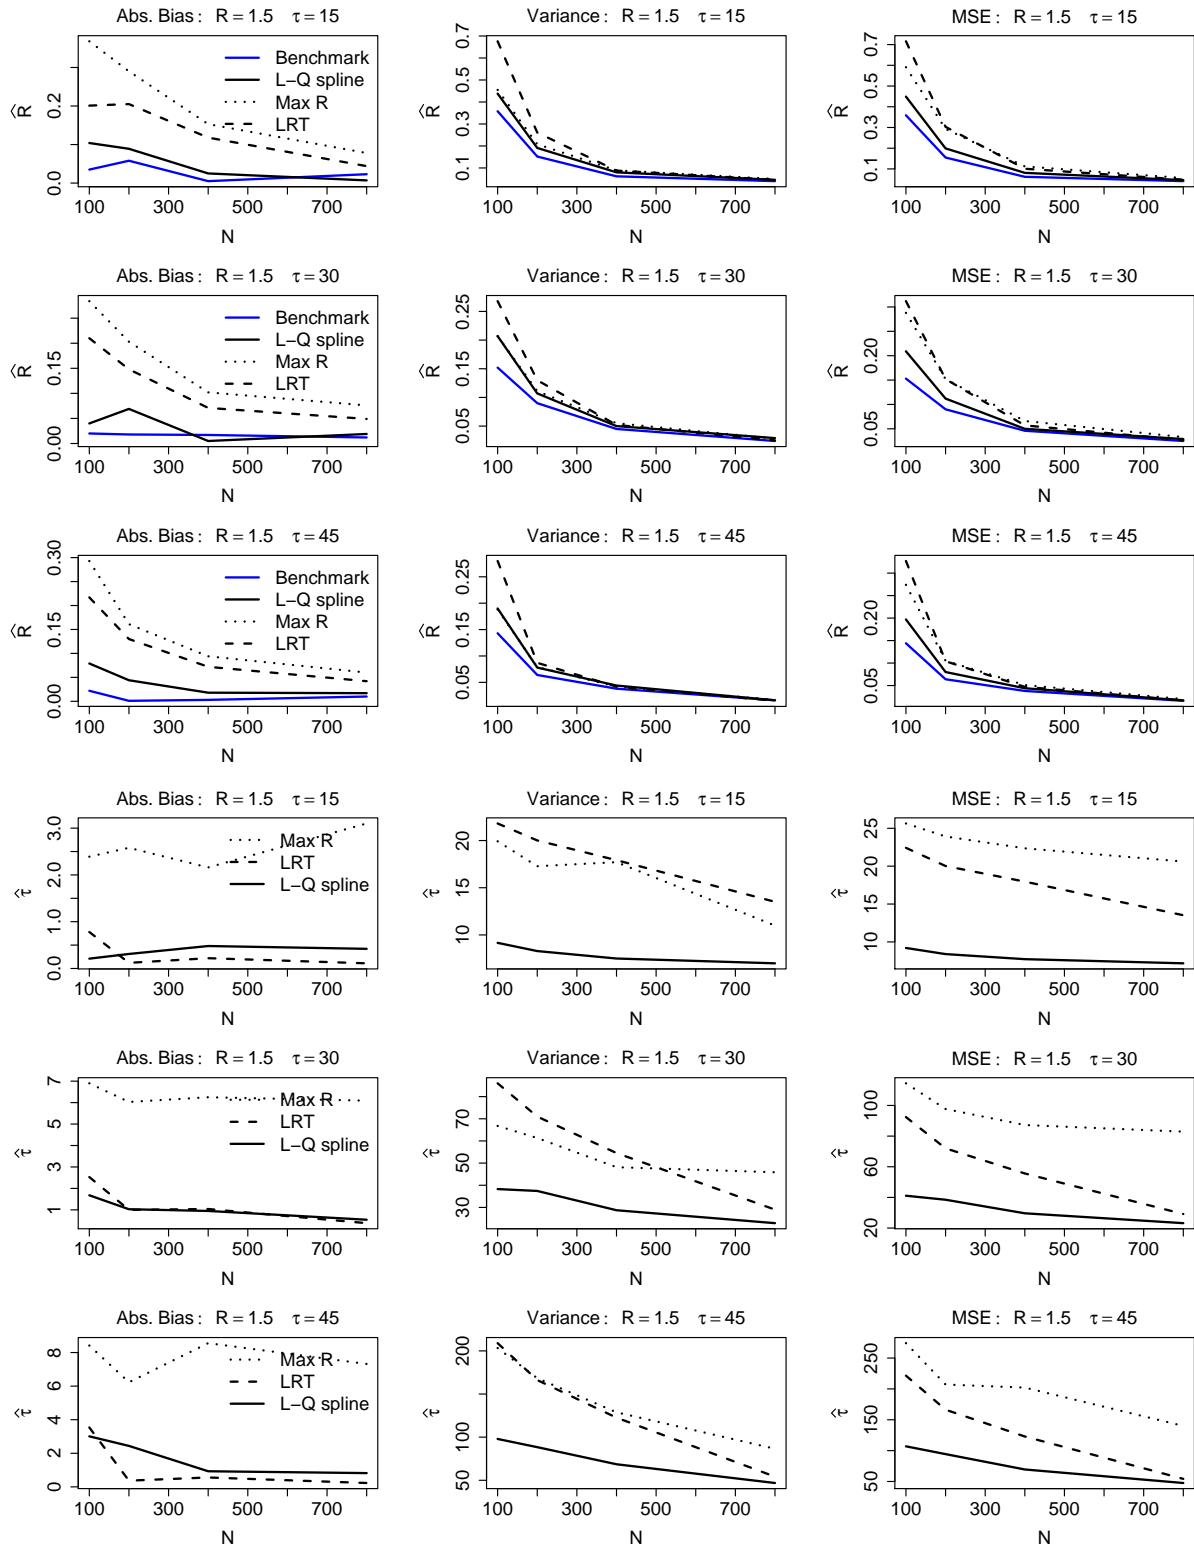 Abs. Bias : R = 1.5 τ = 15
R̂
0.0 0.2
Benchmark
L−Q spline
Max R
LRT
100 300 500 700
N
Variance : R = 1.5 τ = 15
R̂
0.1 0.3 0.5 0.7
100 300 500 700
N
MSE : R = 1.5 τ = 15
R̂
0.1 0.3 0.5 0.7
100 300 500 700
N
Abs. Bias : R = 1.5 τ = 30
R̂
0.00 0.15
Benchmark
L−Q spline
Max R
LRT
100 300 500 700
N
Variance : R = 1.5 τ = 30
R̂
0.05 0.15 0.25
100 300 500 700
N
MSE : R = 1.5 τ = 30
R̂
0.05 0.20
100 300 500 700
N
Abs. Bias : R = 1.5 τ = 45
R̂
0.00 0.15 0.30
Benchmark
L−Q spline
Max R
LRT
100 300 500 700
N
Variance : R = 1.5 τ = 45
R̂
0.05 0.15 0.25
100 300 500 700
N
MSE : R = 1.5 τ = 45
R̂
0.05 0.20
100 300 500 700
N
Abs. Bias : R = 1.5 τ = 15
τ̂
0.0 1.0 2.0 3.0
Max R
LRT
L−Q spline
100 300 500 700
N
Variance : R = 1.5 τ = 15
τ̂
10 15 20
100 300 500 700
N
MSE : R = 1.5 τ = 15
τ̂
10 15 20 25
100 300 500 700
N
Abs. Bias : R = 1.5 τ = 30
τ̂
1 3 5 6 7
Max R
LRT
L−Q spline
100 300 500 700
N
Variance : R = 1.5 τ = 30
τ̂
30 50 70
100 300 500 700
N
MSE : R = 1.5 τ = 30
τ̂
20 60 100
100 300 500 700
N
Abs. Bias : R = 1.5 τ = 45
τ̂
0 2 4 6 8
Max R
LRT
L−Q spline
100 300 500 700
N
Variance : R = 1.5 τ = 45
τ̂
50 100 200
100 300 500 700
N
MSE : R = 1.5 τ = 45
τ̂
50 150 250
100 300 500 700
N